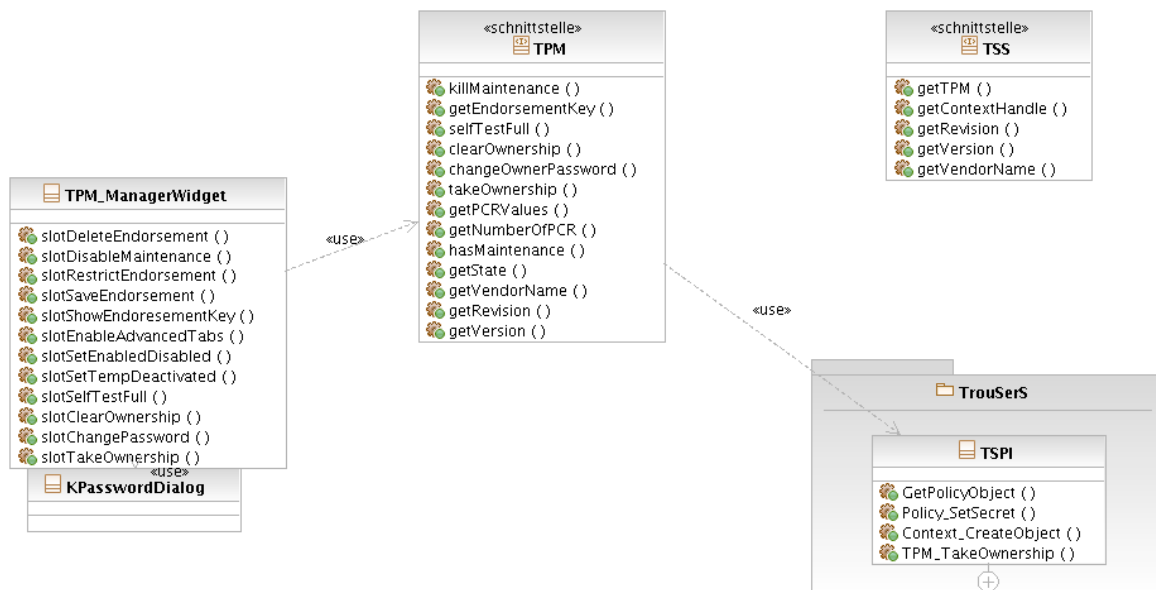 «schnittstelle»
TPM
killMaintenance ( )
getEndorsementKey ( )
selfTestFull ( )
clearOwnership ( )
changeOwnerPassword ( )
takeOwnership ( )
getPCRValues ( )
getNumberOfPCR ( )
hasMaintenance ( )
getState ( )
getVendorName ( )
getRevision ( )
getVersion ( )
«schnittstelle»
TSS
getTPM ( )
getContextHandle ( )
getRevision ( )
getVersion ( )
getVendorName ( )
TPM_ManagerWidget
slotDeleteEndorsement ( )
slotDisableMaintenance ( )
slotRestrictEndorsement ( )
slotSaveEndorsement ( )
slotShowEndoresementKey ( )
slotEnableAdvancedTabs ( )
slotSetEnabledDisabled ( )
slotSetTempDeactivated ( )
slotSelfTestFull ( )
slotClearOwnership ( )
slotChangePassword ( )
slotTakeOwnership ( )
«use»
KPasswordDialog
«use»
«use»
TrouSerS
TSPI
GetPolicyObject ( )
Policy_SetSecret ( )
Context_CreateObject ( )
TPM_TakeOwnership ( )